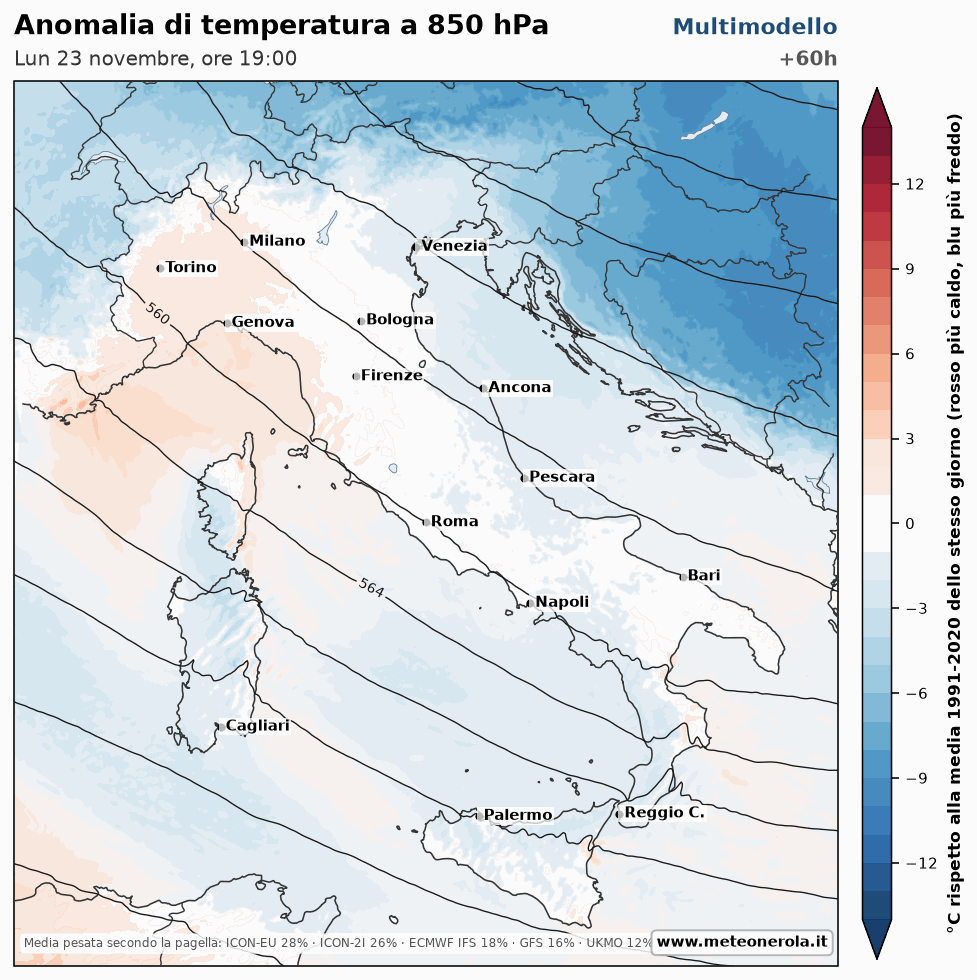 Anomalia di temperatura a 850 hPa
Multimodello
Lun 23 novembre, ore 19:00
+60h
Milano
Venezia
Torino
560
Genova
Bologna
Firenze
Ancona
Pescara
Roma
Bari
564
Napoli
Cagliari
Palermo
Reggio C.
Media pesata secondo la pagella: ICON-EU 28% · ICON-2I 26% · ECMWF IFS 18% · GFS 16% · UKMO 12%
www.meteonerola.it
12
9
6
3
0
−3
−6
−9
−12
°C rispetto alla media 1991-2020 dello stesso giorno (rosso più caldo, blu più freddo)